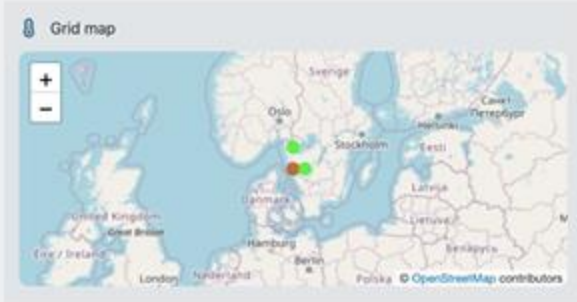 Grid map
+
−
Sverige
Oslo
Санкт
Петербург
Helsinki
Stockholm
Eesti
Latvija
Danmark
Lietuva
United Kingdom
Great Britain
Hamburg
Беларусь
Éire / Ireland
Berlin
London
Nederland
Polska
© OpenStreetMap contributors